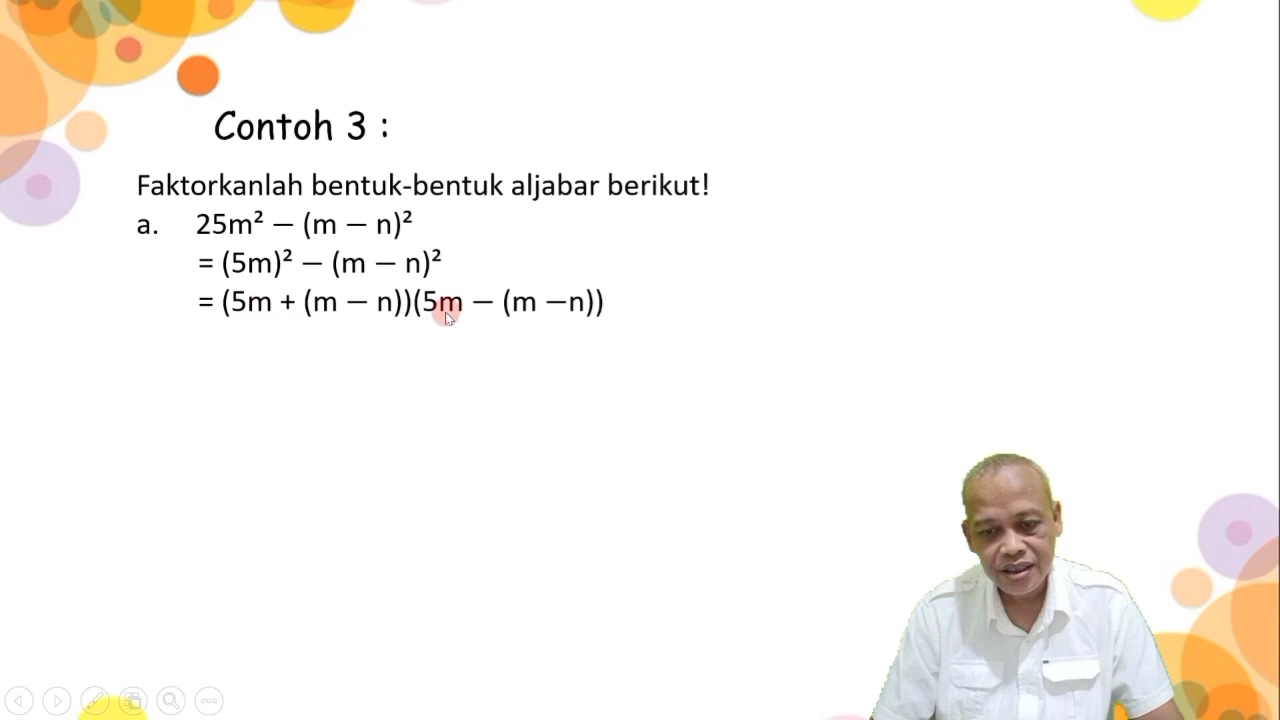 Contoh 3 :
Faktorkanlah bentuk-bentuk aljabar berikut!
a. 25m² — (m — n)²
= (5m)² — (m — n)²
= (5m + (m — n))(5m — (m —n))